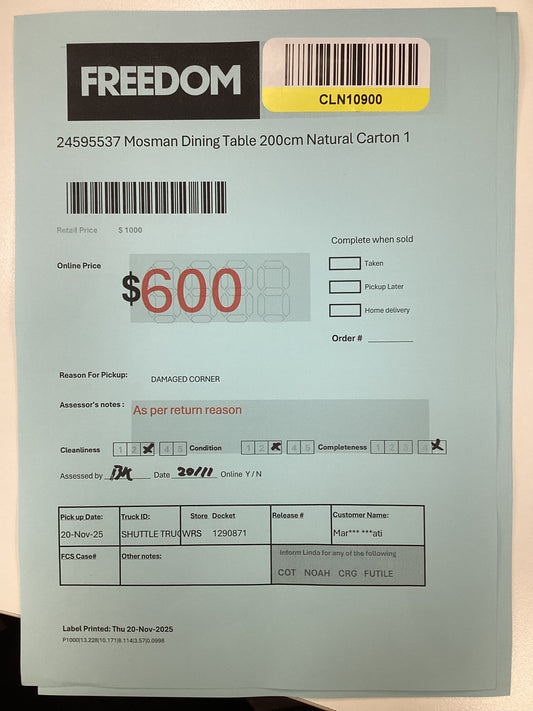 FREEDOM
CLN10900
24595537 Mosman Dining Table 200cm Natural Carton 1
Retail Price $ 1000
Complete when sold
Online Price $600
Taken
Pickup Later
Home delivery
Order # ________
Reason For Pickup: DAMAGED CORNER
Assessor's notes : As per return reason
Cleanliness 1 2 X 4 5 Condition 1 2 X 4 5 Completeness 1 2 3 4 X
Assessed by BK Date 20/11 Online Y / N
Pick up Date: Truck ID: Store Docket Release # Customer Name:
20-Nov-25 SHUTTLE TRUC WRS 1290871 Mar*** ***ati
FCS Case# Other notes: Inform Linda for any of the following
COT NOAH CRG FUTILE
Label Printed: Thu 20-Nov-2025
P1000|13.228|10.171|8.114|3.57|0.0998